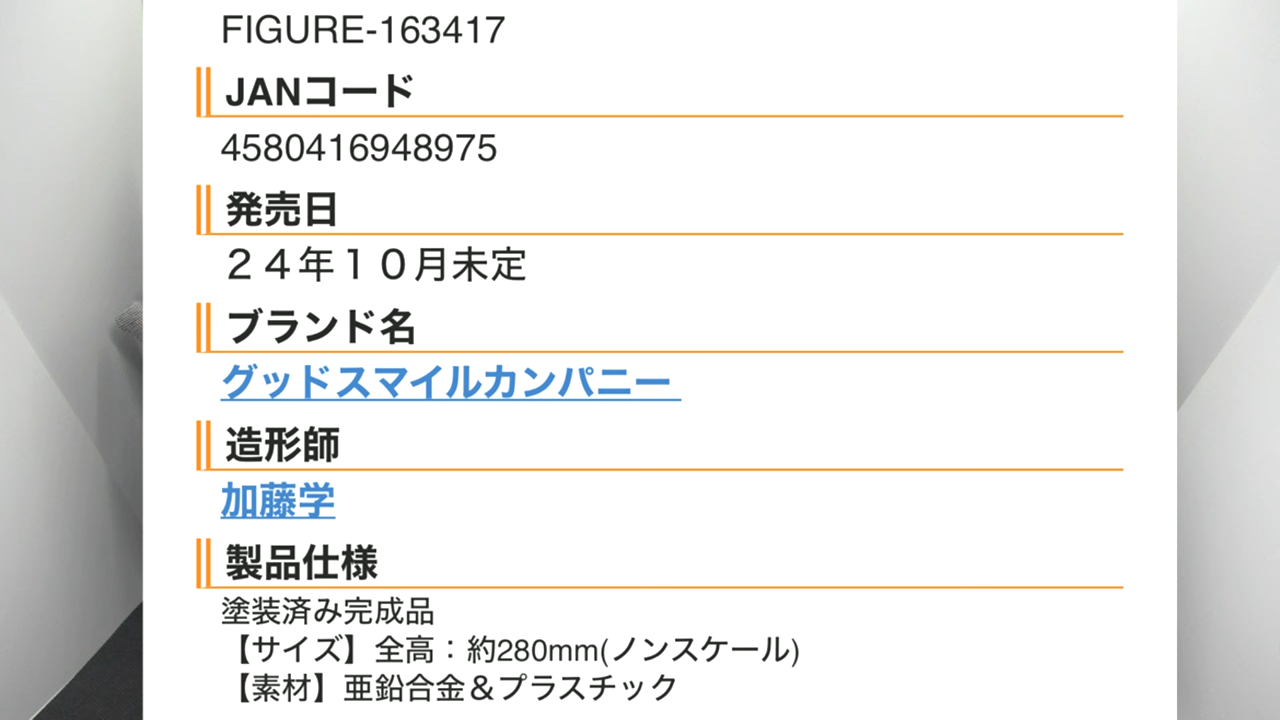 FIGURE-163417
JANコード
4580416948975
発売日
２４年１０月未定
ブランド名
グッドスマイルカンパニー
造形師
加藤学
製品仕様
塗装済み完成品
【サイズ】全高：約280mm(ノンスケール)
【素材】亜鉛合金＆プラスチック